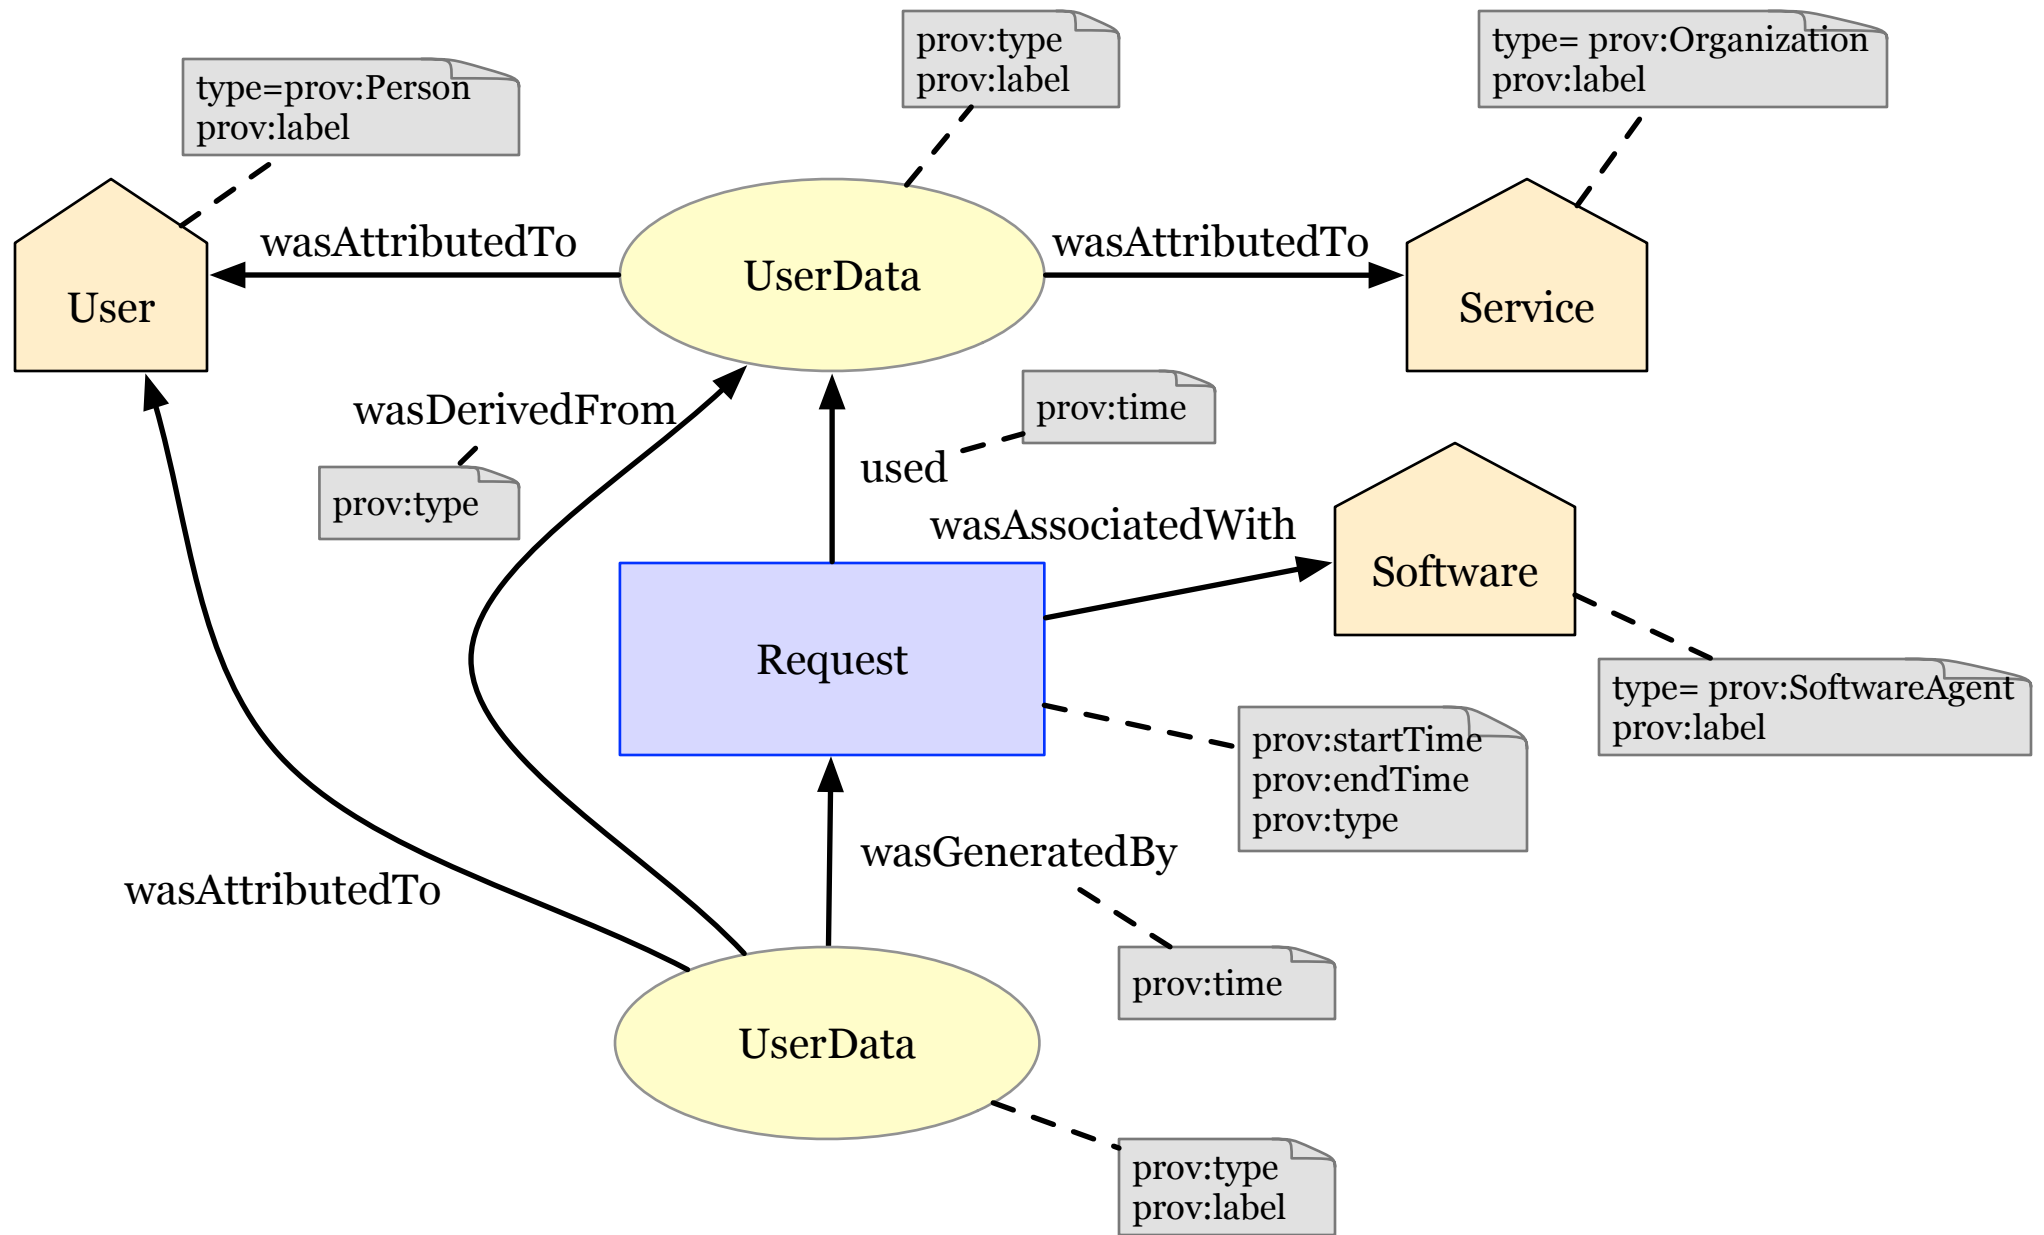 prov:type
prov:label
type= prov:Organization
prov:label
type=prov:Person
prov:label
wasAttributedTo
wasAttributedTo
UserData
User
Service
wasDerivedFrom
prov:time
used
prov:type
wasAssociatedWith
Software
Request
type= prov:SoftwareAgent
prov:label
prov:startTime
prov:endTime
prov:type
wasGeneratedBy
wasAttributedTo
prov:time
UserData
prov:type
prov:label